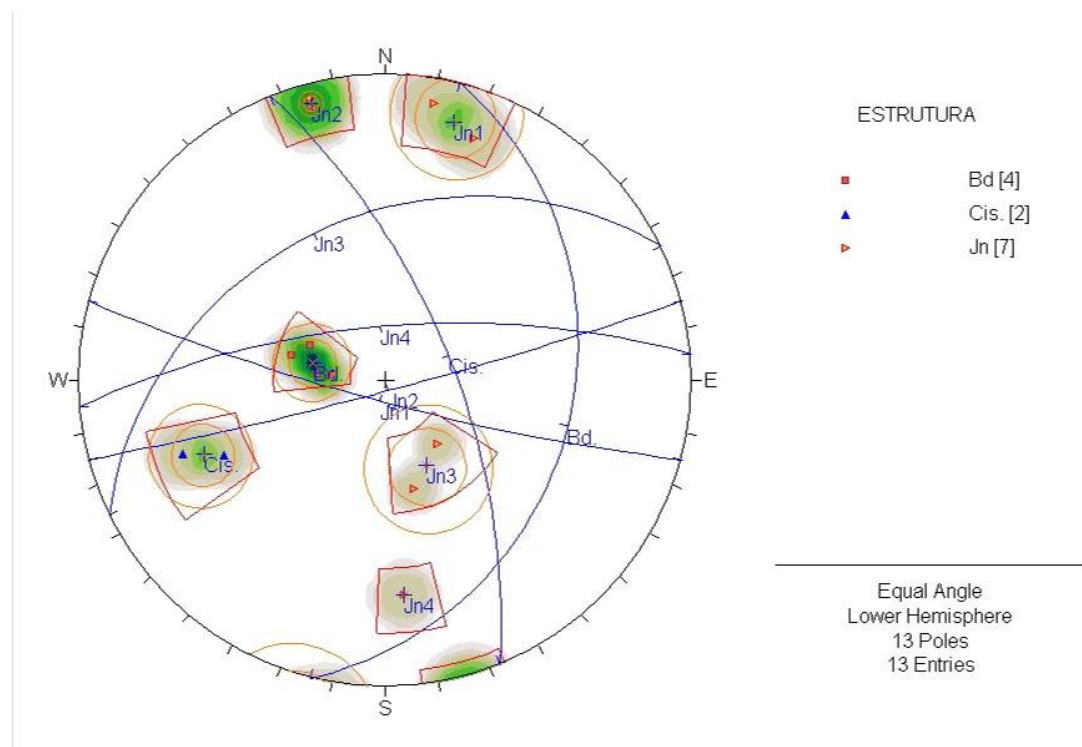 N
Jn2
Jn1
ESTRUTURA
Bd [4]
Cis. [2]
Jn [7]
Jn3
Jn4
Cis.
Bd.
W
E
Jn2
Jn1
Bd.
Cis.
Jn3
Jn4
S
Equal Angle
Lower Hemisphere
13 Poles
13 Entries